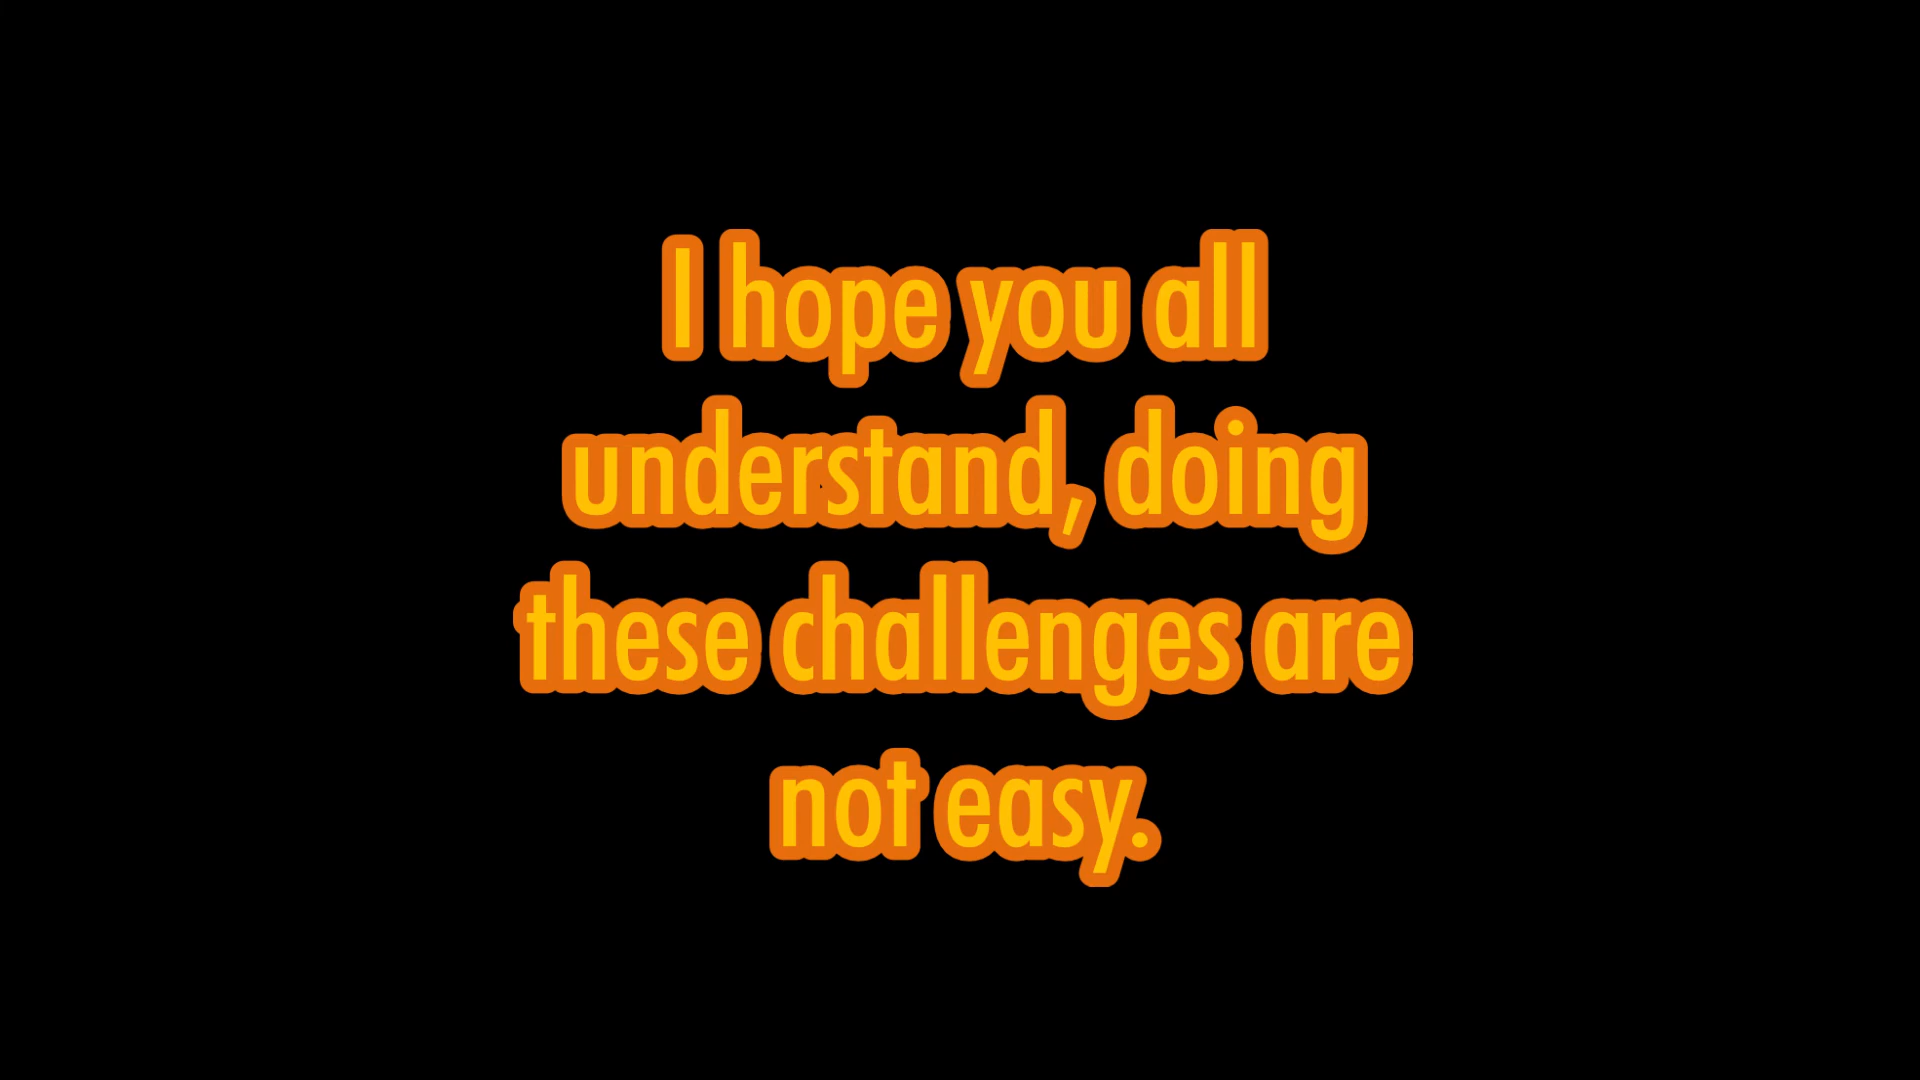 I hope you all
understand, doing
these challenges are
not easy.